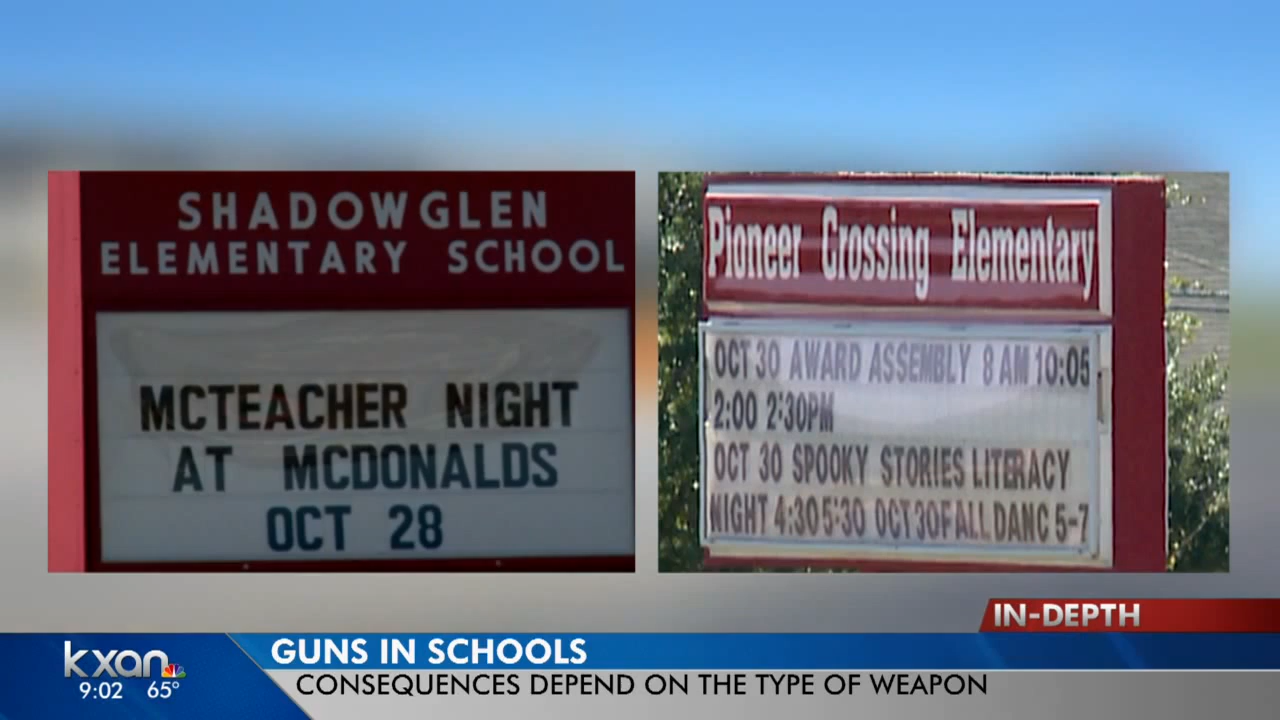 SHADOWGLEN
ELEMENTARY SCHOOL
MCTEACHER NIGHT
AT MCDONALDS
OCT 28
Pioneer Crossing Elementary
OCT 30 AWARD ASSEMBLY 8 AM 10:05
2:00 2:30PM
OCT 30 SPOOKY STORIES LITERACY
NIGHT 4:30 5:30 OCT 30 FALL DANC 5-7
IN-DEPTH
GUNS IN SCHOOLS
CONSEQUENCES DEPEND ON THE TYPE OF WEAPON
kxan
9:02 65°